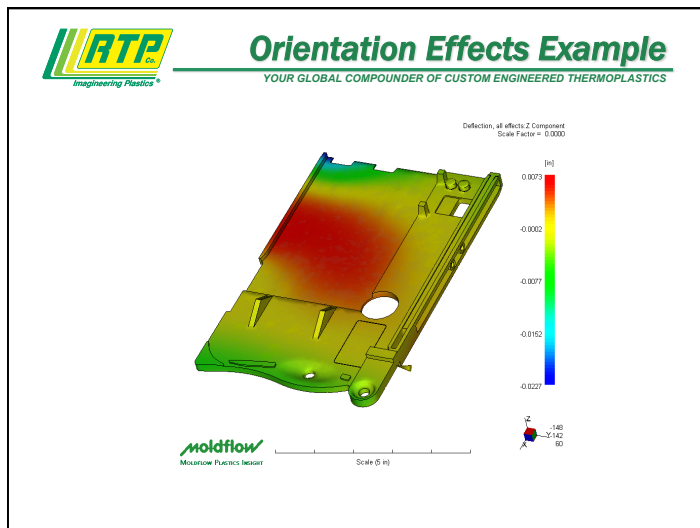 RTP
Co.
Imagineering Plastics®
Orientation Effects Example
YOUR GLOBAL COMPOUNDER OF CUSTOM ENGINEERED THERMOPLASTICS
Deflection, all effects:Z Component
Scale Factor = 0.0000
[in]
0.0073
-0.0002
-0.0077
-0.0152
-0.0227
Z
Y
X
-148
-142
60
moldflow
MOLDFLOW PLASTICS INSIGHT
Scale (5 in)